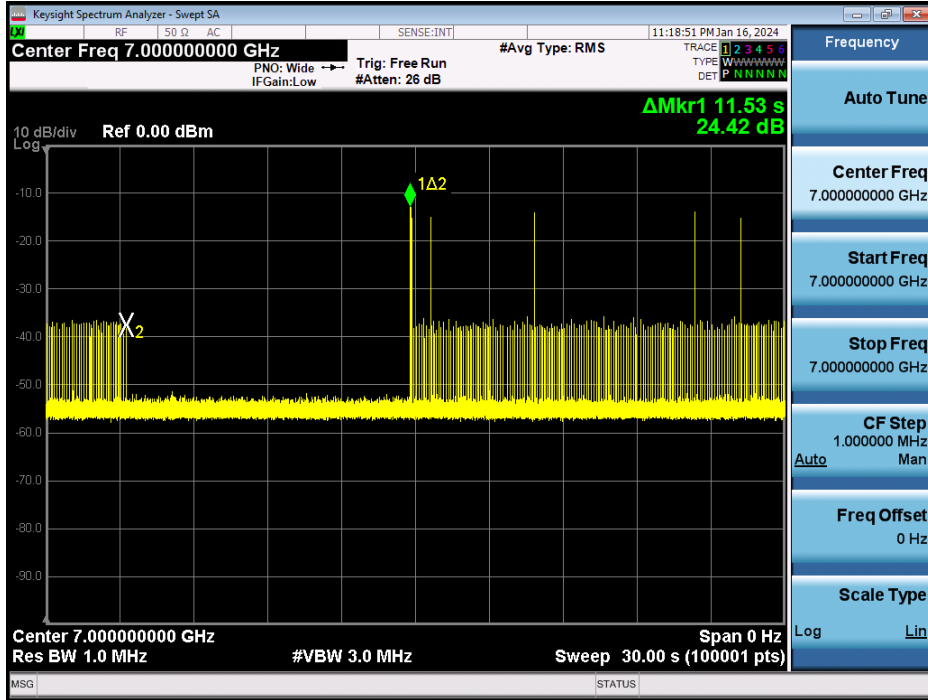 Keysight Spectrum Analyzer - Swept SA
LXI
RF 50 Ω AC SENSE:INT 11:18:51 PM Jan 16, 2024
Center Freq 7.000000000 GHz
PNO: Wide
IFGain:Low
Trig: Free Run
#Atten: 26 dB
#Avg Type: RMS
TRACE 1 2 3 4 5 6
TYPE WWWWWW
DET P N N N N N
ΔMkr1 11.53 s
24.42 dB
10 dB/div Ref 0.00 dBm
Log
1Δ2
-10.0
-20.0
-30.0
X2
-40.0
-50.0
-60.0
-70.0
-80.0
-90.0
Center 7.000000000 GHz Span 0 Hz
Res BW 1.0 MHz #VBW 3.0 MHz Sweep 30.00 s (100001 pts)
MSG STATUS
Frequency
Auto Tune
Center Freq
7.000000000 GHz
Start Freq
7.000000000 GHz
Stop Freq
7.000000000 GHz
CF Step
1.000000 MHz
Auto Man
Freq Offset
0 Hz
Scale Type
Log Lin